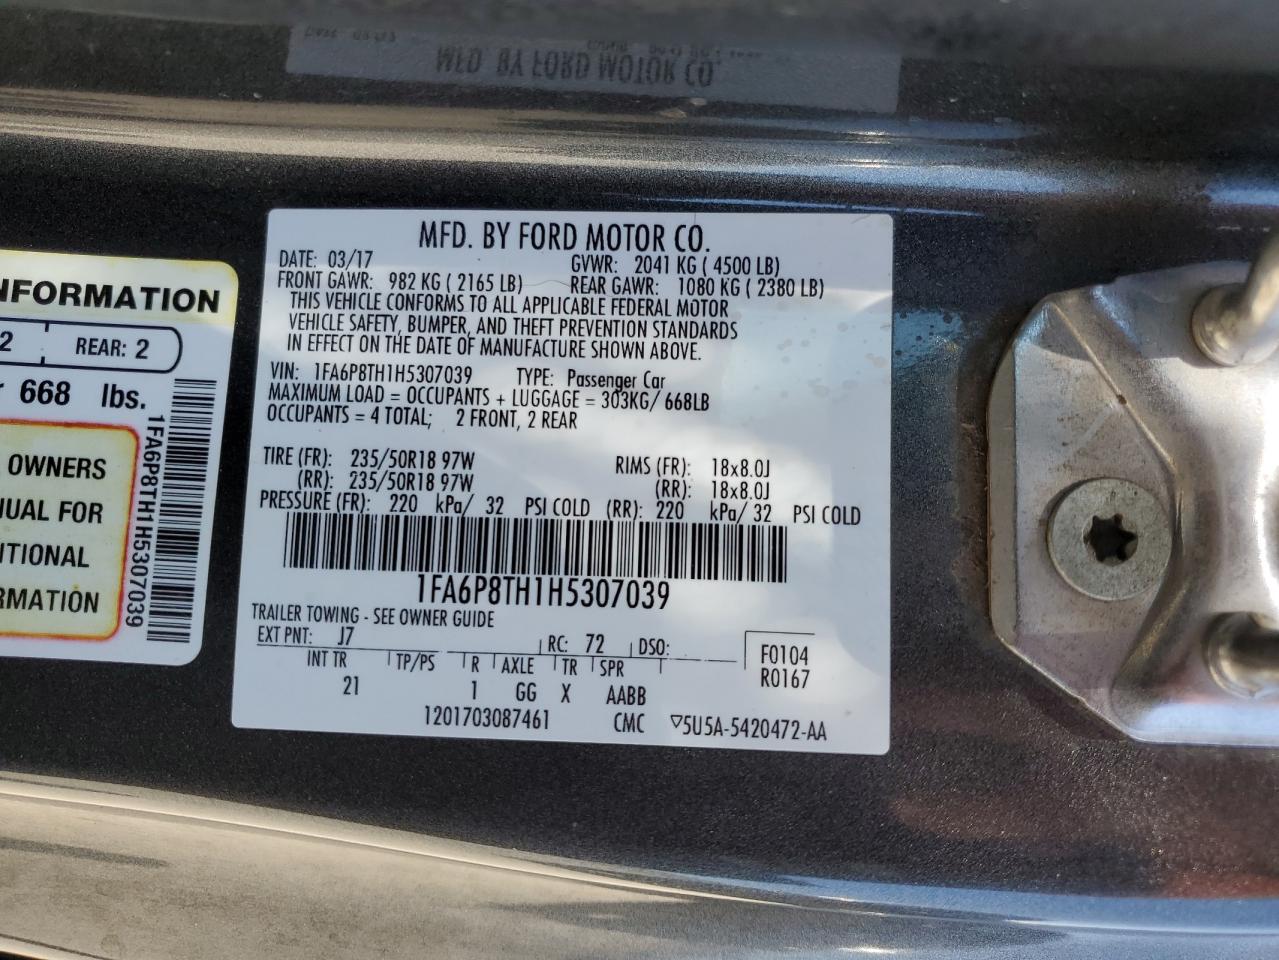 MFD. BY FORD MOTOR CO.
MFD. BY FORD MOTOR CO.
DATE: 03/17 GVWR: 2041 KG ( 4500 LB)
FRONT GAWR: 982 KG ( 2165 LB) REAR GAWR: 1080 KG ( 2380 LB)
THIS VEHICLE CONFORMS TO ALL APPLICABLE FEDERAL MOTOR
VEHICLE SAFETY, BUMPER, AND THEFT PREVENTION STANDARDS
IN EFFECT ON THE DATE OF MANUFACTURE SHOWN ABOVE.
VIN: 1FA6P8TH1H5307039 TYPE: Passenger Car
MAXIMUM LOAD = OCCUPANTS + LUGGAGE = 303KG/ 668LB
OCCUPANTS = 4 TOTAL; 2 FRONT, 2 REAR
TIRE (FR): 235/50R18 97W RIMS (FR): 18x8.0J
(RR): 235/50R18 97W (RR): 18x8.0J
PRESSURE (FR): 220 kPa/ 32 PSI COLD (RR): 220 kPa/ 32 PSI COLD
1FA6P8TH1H5307039
TRAILER TOWING - SEE OWNER GUIDE
EXT PNT: J7 RC: 72 DSO: F0104
INT TR TP/PS R AXLE TR SPR R0167
21 1 GG X AABB
1201703087461 CMC ▽5U5A-5420472-AA
NFORMATION
2 REAR: 2
r 668 lbs.
OWNERS
NUAL FOR
ITIONAL
RMATION
1FA6P8TH1H5307039